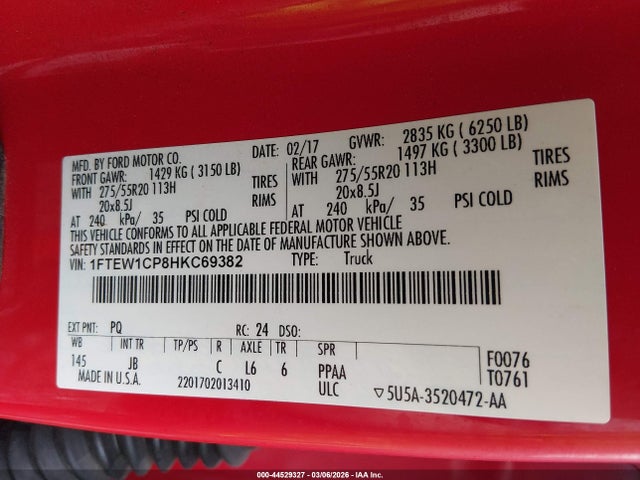 MFD. BY FORD MOTOR CO. DATE: 02/17 GVWR: 2835 KG ( 6250 LB)
FRONT GAWR: 1429 KG ( 3150 LB) REAR GAWR: 1497 KG ( 3300 LB)
WITH 275/55R20 113H TIRES WITH 275/55R20 113H TIRES
20x8.5J RIMS 20x8.5J RIMS
AT 240 kPa/ 35 PSI COLD AT 240 kPa/ 35 PSI COLD
THIS VEHICLE CONFORMS TO ALL APPLICABLE FEDERAL MOTOR VEHICLE
SAFETY STANDARDS IN EFFECT ON THE DATE OF MANUFACTURE SHOWN ABOVE.
VIN: 1FTEW1CP8HKC69382 TYPE: Truck
EXT PNT: PQ RC: 24 DSO:
WB INT TR TP/PS R AXLE TR SPR
145 JB C L6 6 PPAA F0076
MADE IN U.S.A. 2201702013410 ULC T0761
▽5U5A-3520472-AA
000-44529327 | 03/06/2026 | IAA Inc.